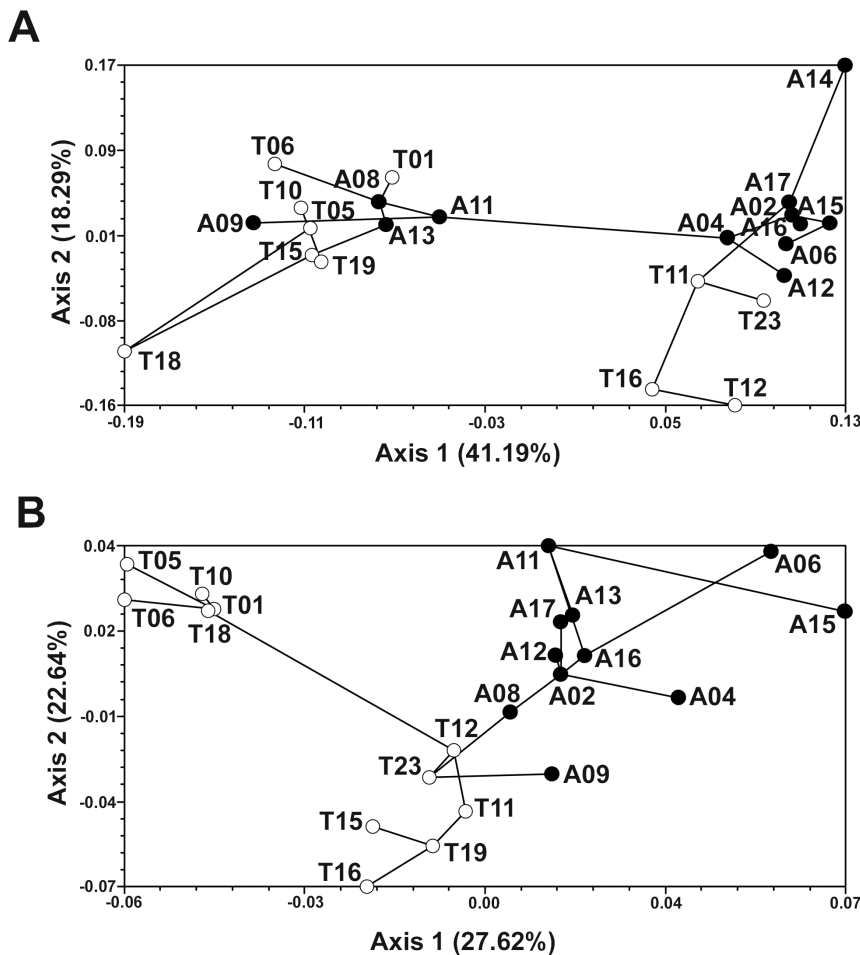 A
0.17
A14
0.09
T06
T01
A08
A17
T10
A02
A15
T05
A11
A09
A04
A16
0.01
A13
T15
A06
T19
T11
A12
T23
-0.08
T18
T16
T12
-0.16
-0.19
-0.11
-0.03
0.05
0.13
Axis 2 (18.29%)
Axis 1 (41.19%)
B
0.04
T05
A11
A06
T10
A13
T01
T06
A17
A15
T18
0.02
A12
A16
A08
A02
A04
-0.01
T12
T23
A09
-0.04
T11
T15
T19
T16
-0.07
-0.06
-0.03
0.00
0.04
0.07
Axis 2 (22.64%)
Axis 1 (27.62%)